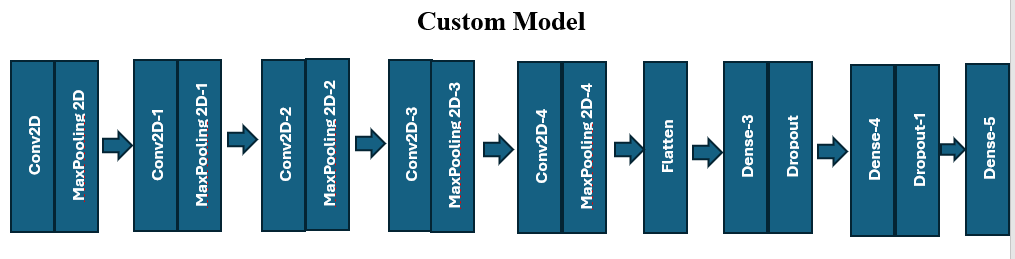 Custom Model
Conv2D
MaxPooling 2D
Conv2D-1
MaxPooling 2D-1
Conv2D-2
MaxPooling 2D-2
Conv2D-3
MaxPooling 2D-3
Conv2D-4
MaxPooling 2D-4
Flatten
Dense-3
Dropout
Dense-4
Dropout-1
Dense-5